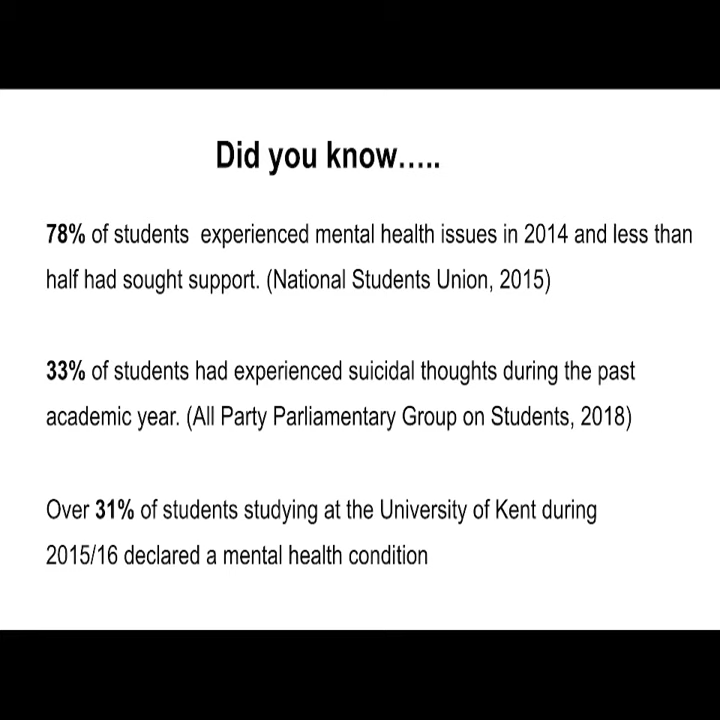 Did you know…..
78% of students  experienced mental health issues in 2014 and less than
half had sought support. (National Students Union, 2015)
33% of students had experienced suicidal thoughts during the past
academic year. (All Party Parliamentary Group on Students, 2018)
Over 31% of students studying at the University of Kent during
2015/16 declared a mental health condition